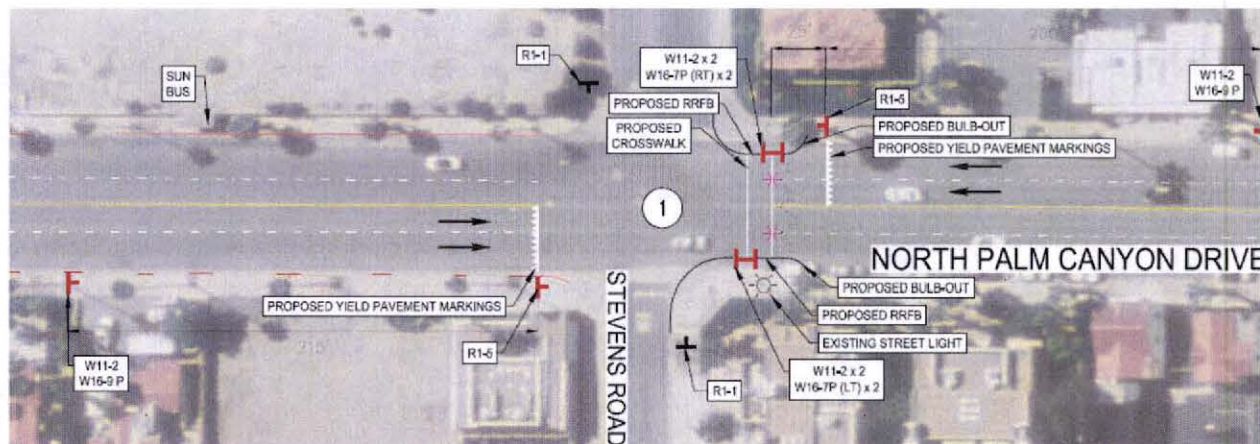 SUN
BUS
R1-1
W11-2 x 2
W16-7P (RT) x 2
25'
200'
W11-2
W16-9 P
PROPOSED RRFB
R1-5
PROPOSED
CROSSWALK
PROPOSED BULB-OUT
PROPOSED YIELD PAVEMENT MARKINGS
1
NORTH PALM CANYON DRIVE
PROPOSED YIELD PAVEMENT MARKINGS
STEVENS ROAD
PROPOSED BULB-OUT
PROPOSED RRFB
EXISTING STREET LIGHT
215'
R1-5
W11-2
W16-9 P
R1-1
W11-2 x 2
W16-7P (LT) x 2